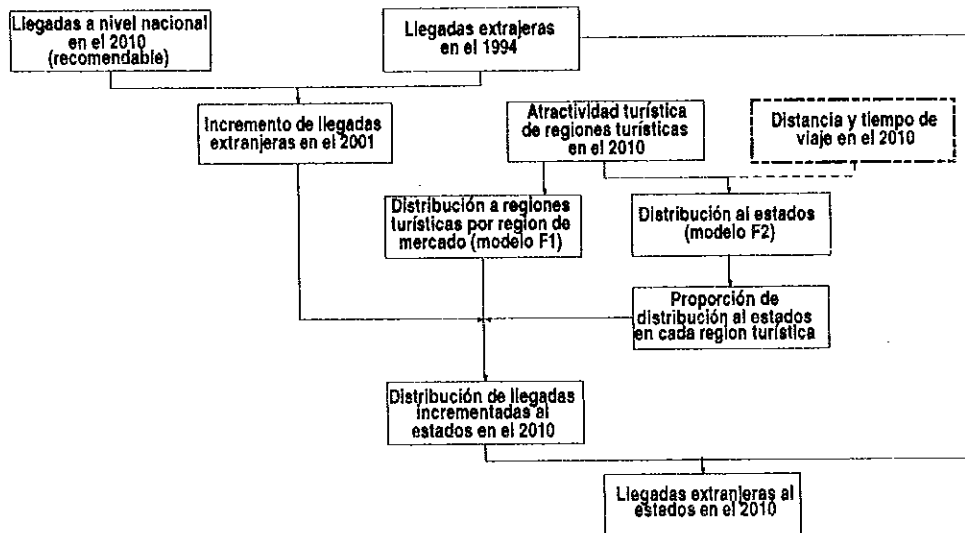 Llegadas a nivel nacional
en el 2010
(recomendable)
Llegadas extrajeras
en el 1994
Incremento de llegadas
extranjeras en el 2001
Atractividad turística
de regiones turísticas
en el 2010
Distancia y tiempo de
viaje en el 2010
Distribución a regiones
turísticas por region de
mercado (modelo F1)
Distribución al estados
(modelo F2)
Proporción de
distribución al estados
en cada region turística
Distribución de llegadas
incrementadas al
estados en el 2010
Llegadas extranjeras al
estados en el 2010